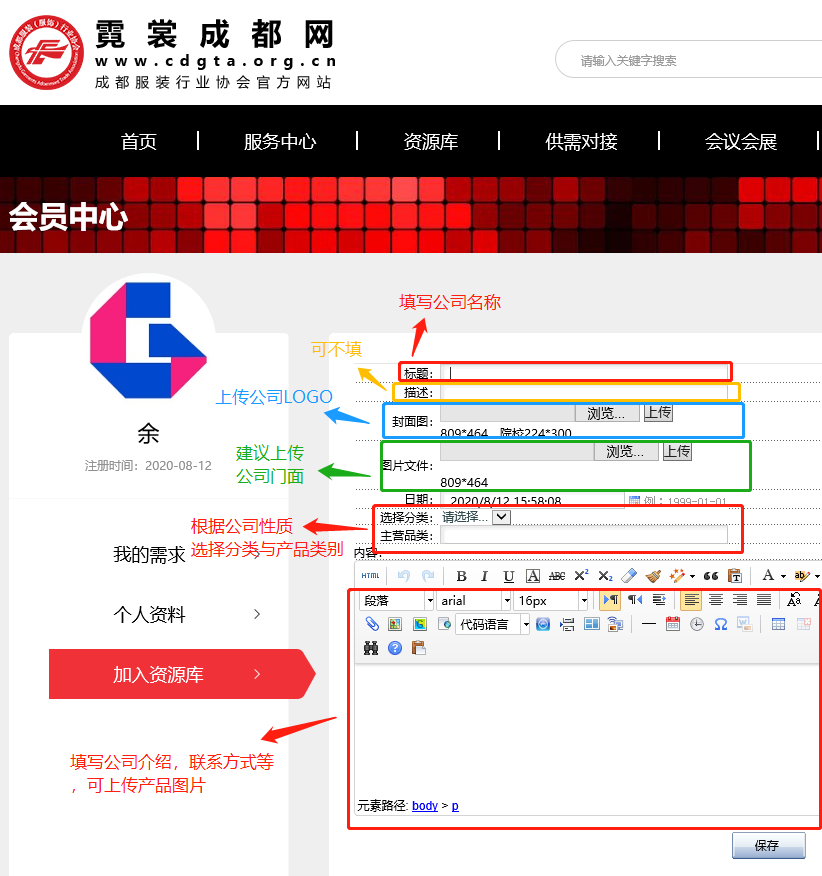 霓裳成都网
www.cdgta.org.cn
成都服装行业协会官方网站
请输入关键字搜索
首页
服务中心
资源库
供需对接
会议会展
会员中心
填写公司名称
可不填
标题：
描述：
上传公司LOGO
封面图：
浏览...
上传
809*464，院校224*300
余
注册时间：2020-08-12
建议上传
公司门面
图片文件：
浏览...
上传
809*464
日期：
2020/8/12 15:58:08
例：1999-01-01
根据公司性质
选择分类与产品类别
选择分类：
请选择...
主营品类：
内容：
我的需求
个人资料
加入资源库
填写公司介绍，联系方式等
，可上传产品图片
HTML
B I U A ABC X² X₂
段落
arial
16px
代码语言
元素路径: body > p
保存